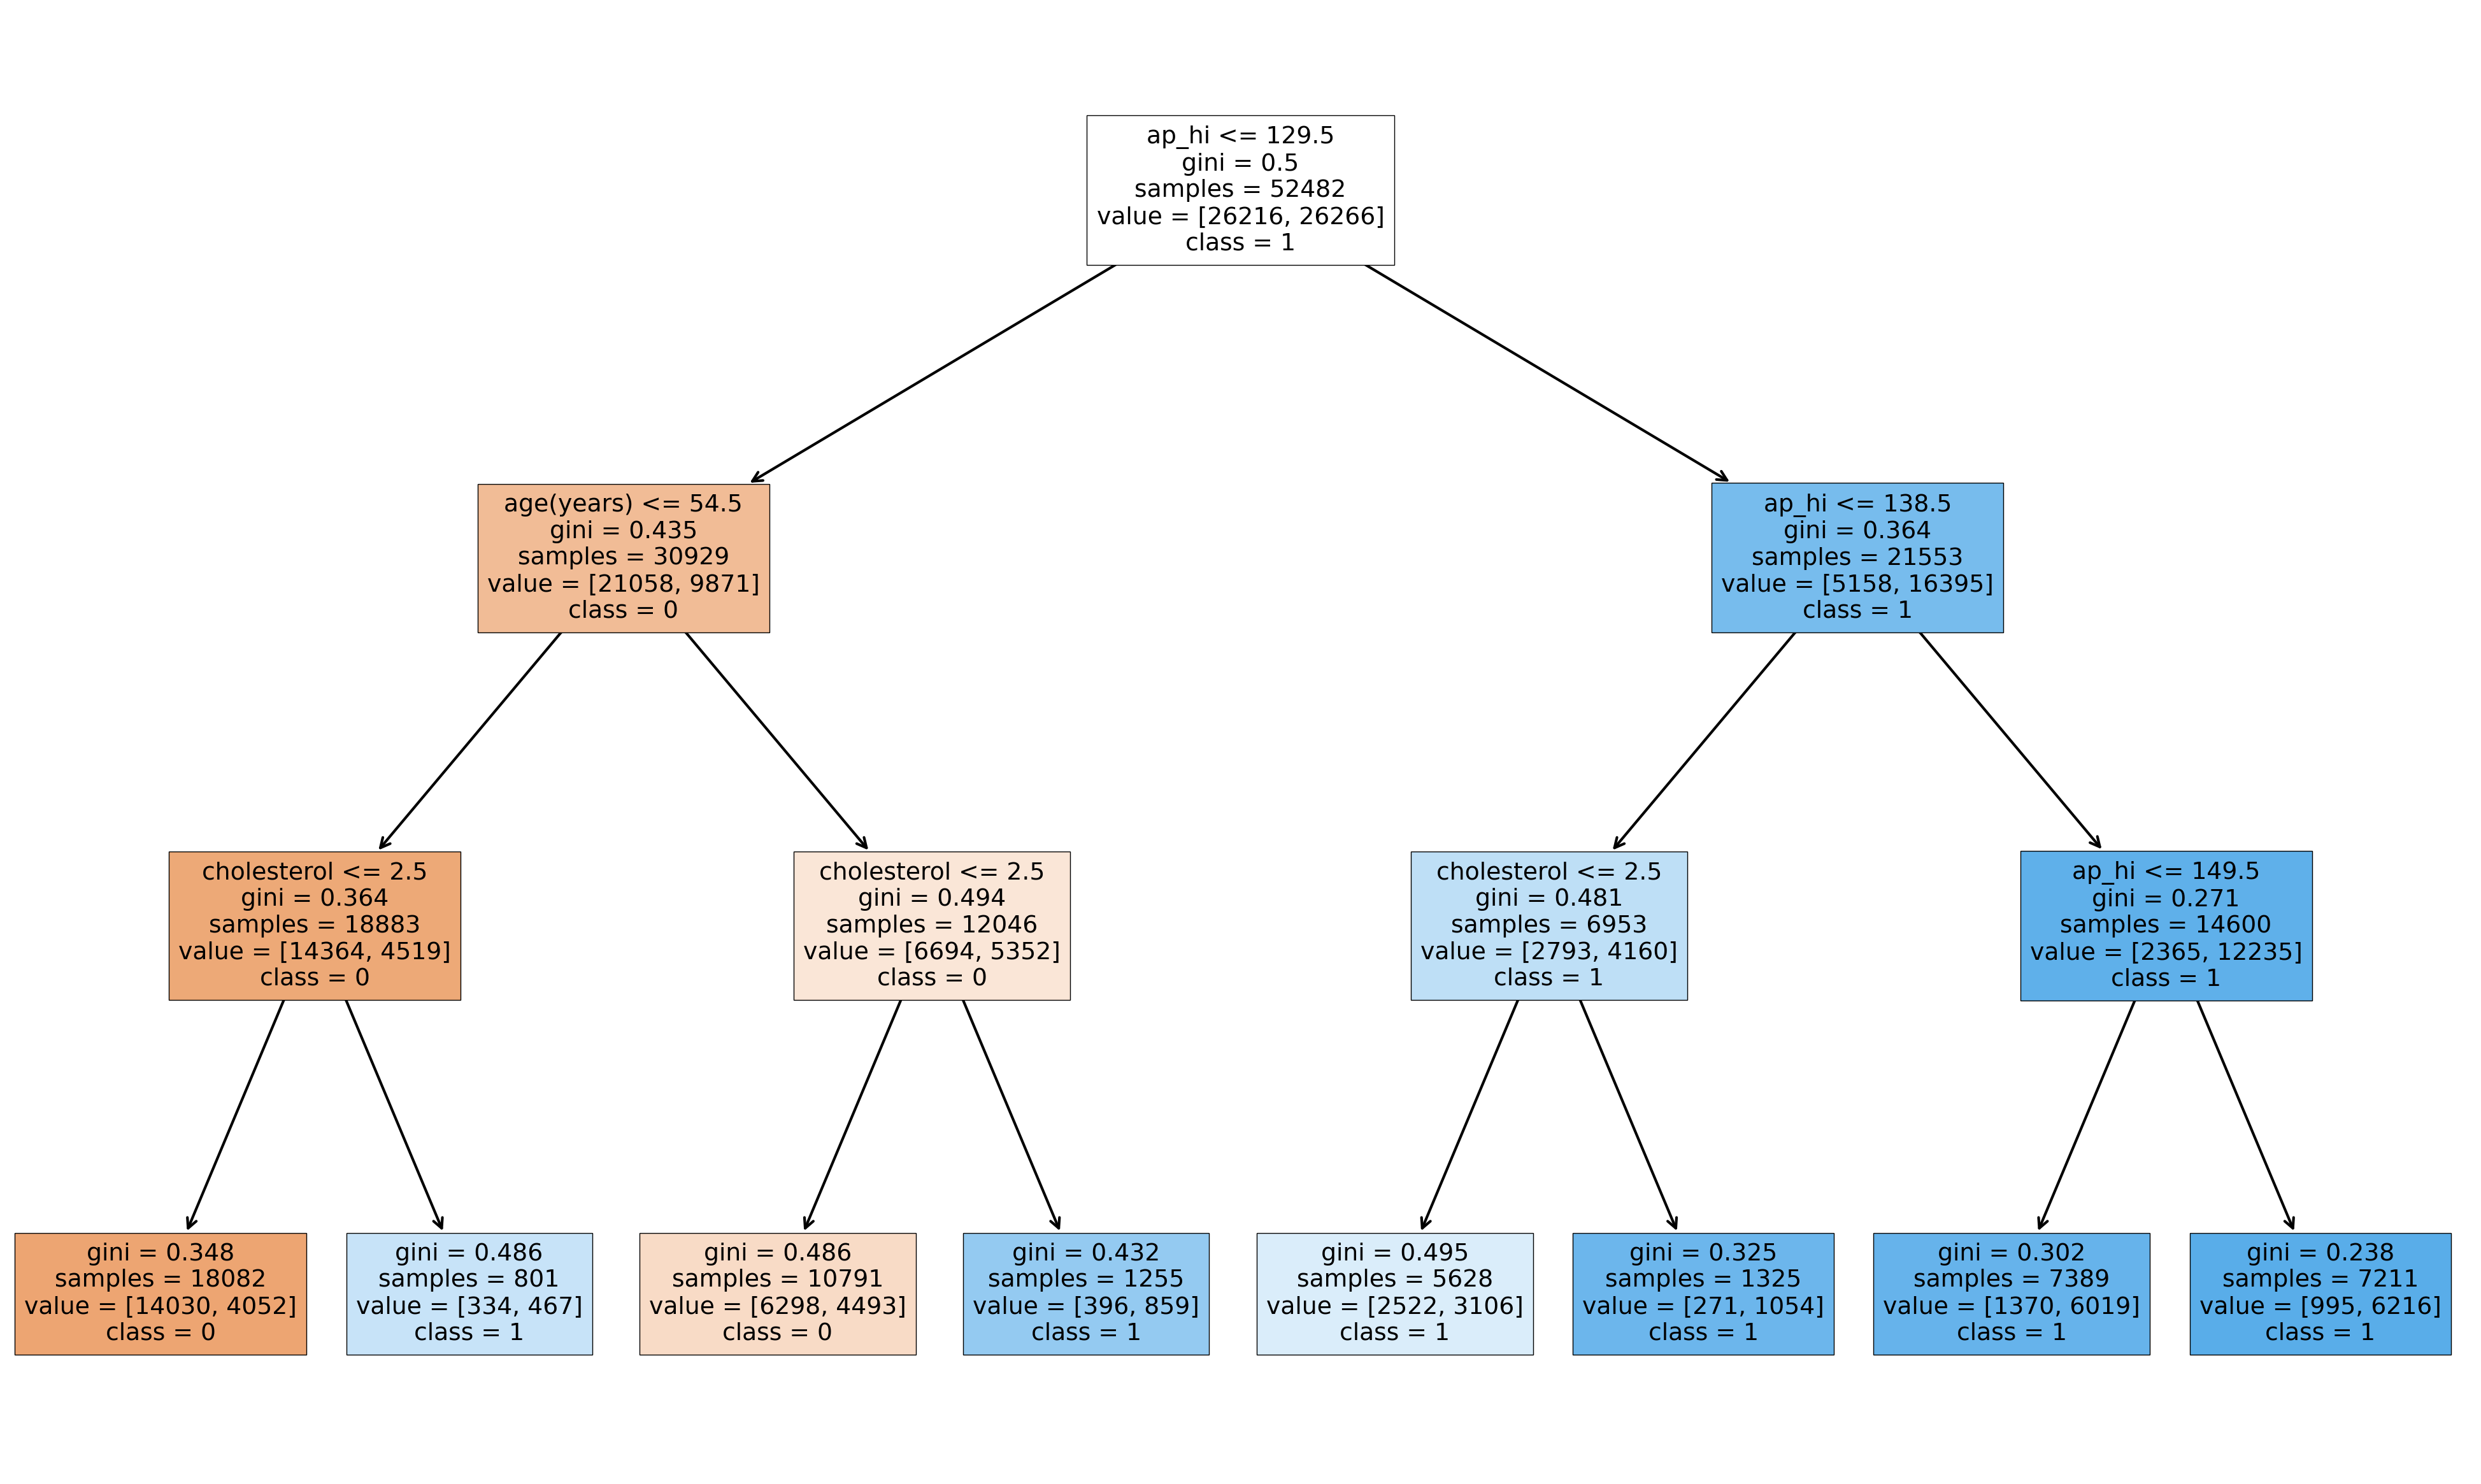 ap_hi <= 129.5
gini = 0.5
samples = 52482
value = [26216, 26266]
class = 1
age(years) <= 54.5
gini = 0.435
samples = 30929
value = [21058, 9871]
class = 0
ap_hi <= 138.5
gini = 0.364
samples = 21553
value = [5158, 16395]
class = 1
cholesterol <= 2.5
gini = 0.364
samples = 18883
value = [14364, 4519]
class = 0
cholesterol <= 2.5
gini = 0.494
samples = 12046
value = [6694, 5352]
class = 0
cholesterol <= 2.5
gini = 0.481
samples = 6953
value = [2793, 4160]
class = 1
ap_hi <= 149.5
gini = 0.271
samples = 14600
value = [2365, 12235]
class = 1
gini = 0.348
samples = 18082
value = [14030, 4052]
class = 0
gini = 0.486
samples = 801
value = [334, 467]
class = 1
gini = 0.486
samples = 10791
value = [6298, 4493]
class = 0
gini = 0.432
samples = 1255
value = [396, 859]
class = 1
gini = 0.495
samples = 5628
value = [2522, 3106]
class = 1
gini = 0.325
samples = 1325
value = [271, 1054]
class = 1
gini = 0.302
samples = 7389
value = [1370, 6019]
class = 1
gini = 0.238
samples = 7211
value = [995, 6216]
class = 1